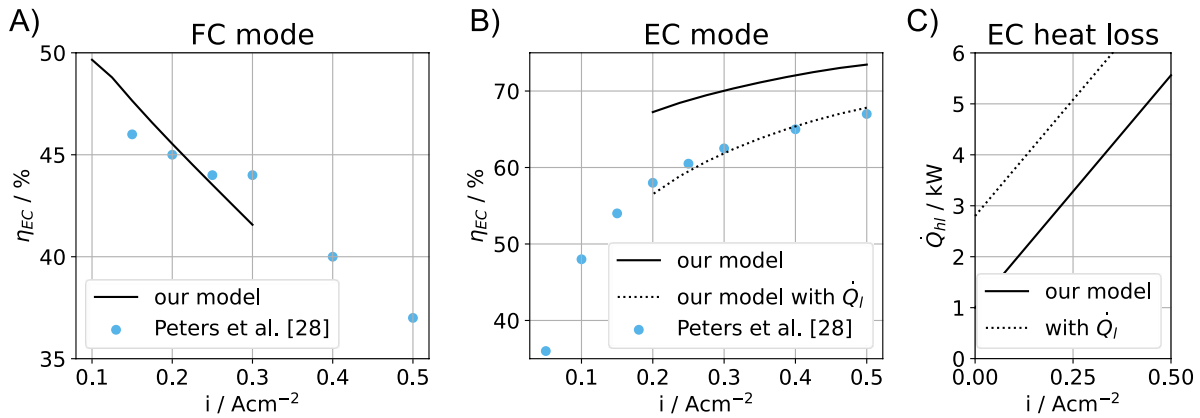 A)
FC mode
50
45
40
35
η_EC / %
0.1 0.2 0.3 0.4 0.5
i / Acm⁻²
our model
Peters et al. [28]
B)
EC mode
70
60
50
40
η_EC / %
0.1 0.2 0.3 0.4 0.5
i / Acm⁻²
our model
our model with Q̇_l
Peters et al. [28]
C)
EC heat loss
6
5
4
3
2
1
0
Q̇_hl / kW
0.00 0.25 0.50
i / Acm⁻²
our model
with Q̇_l